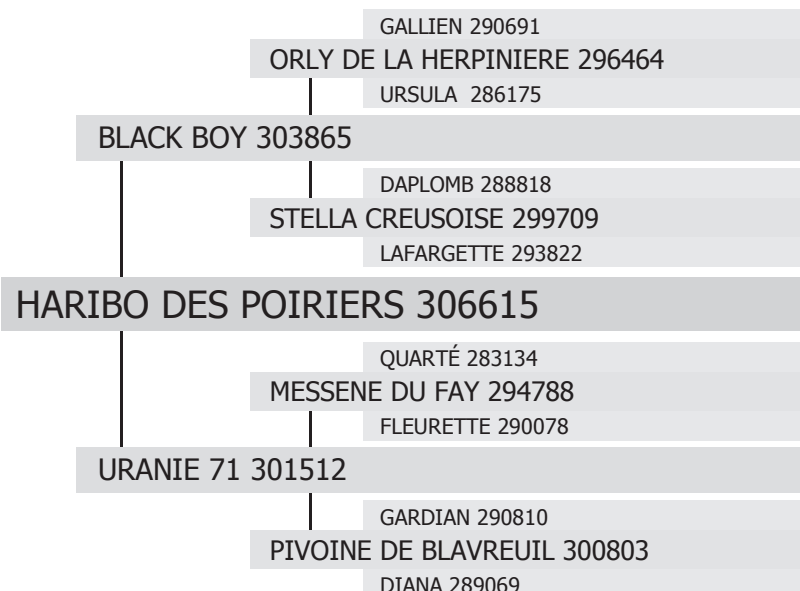 GALLIEN 290691
ORLY DE LA HERPINIERE 296464
URSULA 286175
BLACK BOY 303865
DAPLOMB 288818
STELLA CREUSOISE 299709
LAFARGETTE 293822
HARIBO DES POIRIERS 306615
QUARTÉ 283134
MESSENE DU FAY 294788
FLEURETTE 290078
URANIE 71 301512
GARDIAN 290810
PIVOINE DE BLAVREUIL 300803
DIANA 289069